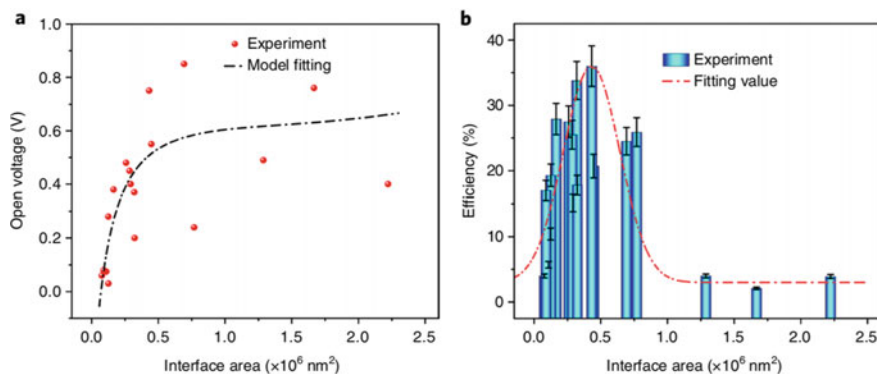 a
1.0
0.8
0.6
0.4
0.2
0.0
Open voltage (V)
Experiment
Model fitting
0.0 0.5 1.0 1.5 2.0 2.5
Interface area (×10⁶ nm²)
b
40
30
20
10
0
Efficiency (%)
Experiment
Fitting value
0.0 0.5 1.0 1.5 2.0 2.5
Interface area (×10⁶ nm²)